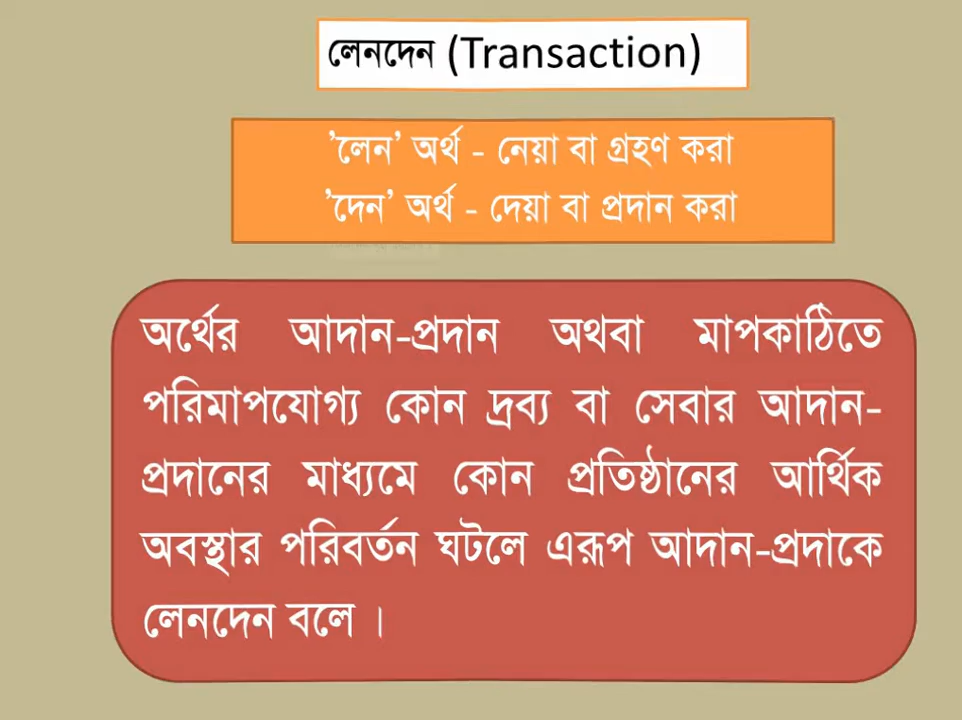 লেনদেন (Transaction)
’লেন’ অর্থ - নেয়া বা গ্রহণ করা
’দেন’ অর্থ - দেয়া বা প্রদান করা
অর্থের আদান-প্রদান অথবা মাপকাঠিতে
পরিমাপযোগ্য কোন দ্রব্য বা সেবার আদান-
প্রদানের মাধ্যমে কোন প্রতিষ্ঠানের আর্থিক
অবস্থার পরিবর্তন ঘটলে এরূপ আদান-প্রদাকে
লেনদেন বলে ।